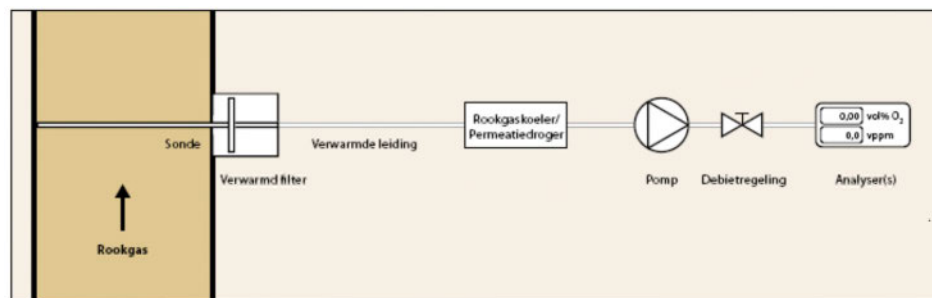 Rookgaskoeler/
Permeatiedroger
0,00 vol% O₂
0,0 vppm
Sonde
Verwarmde leiding
Verwarmd filter
Pomp
Debietregeling
Analyser(s)
Rookgas